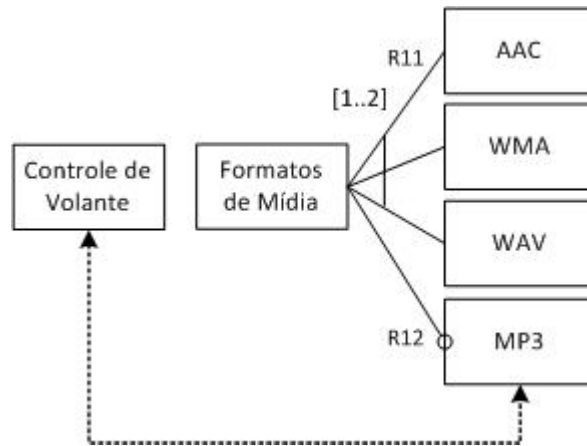 AAC
R11
[1..2]
WMA
Controle de
Volante
Formatos
de Mídia
WAV
MP3
R12